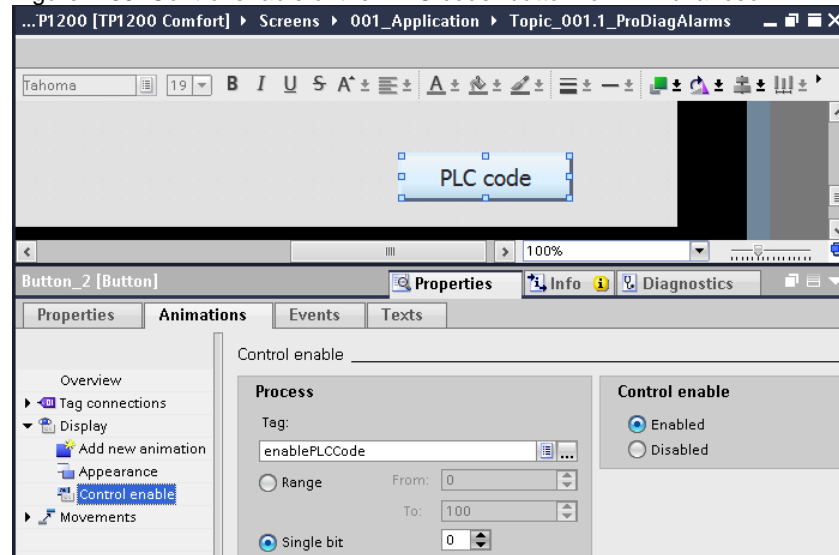 ...P1200 [TP1200 Comfort] ▸ Screens ▸ 001_Application ▸ Topic_001.1_ProDiagAlarms
Tahoma 19 B I U S A
PLC code
100%
Button_2 [Button] Properties Info Diagnostics
Properties Animations Events Texts
Control enable
Overview
Tag connections
Display
Add new animation
Appearance
Control enable
Movements
Process
Tag:
enablePLCCode ...
Range From: 0
To: 100
Single bit 0
Control enable
Enabled
Disabled